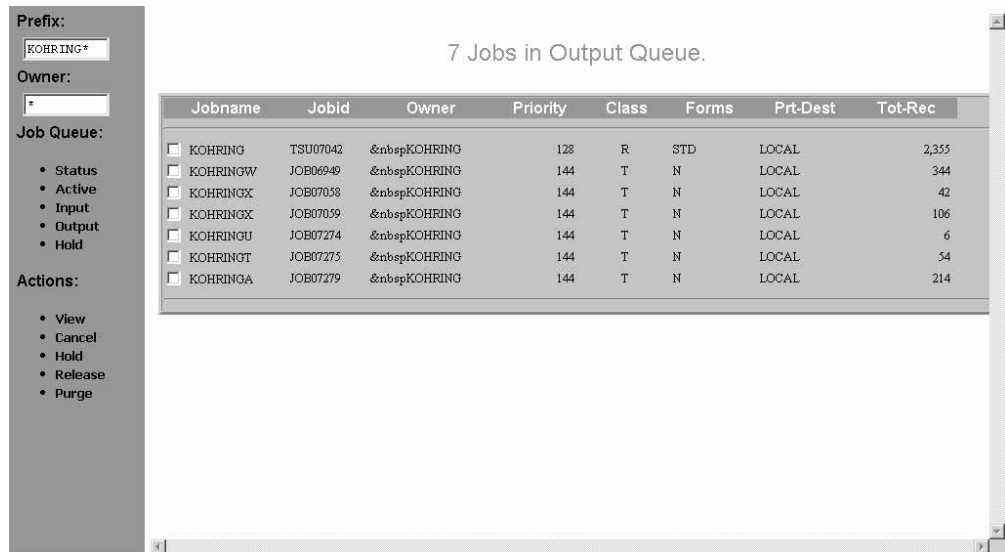 Prefix:
KOHRING*
Owner:
*
Job Queue:
• Status
• Active
• Input
• Output
• Hold
Actions:
• View
• Cancel
• Hold
• Release
• Purge
7 Jobs in Output Queue.
Jobname Jobid Owner Priority Class Forms Prt-Dest Tot-Rec
KOHRING TSU07042 &nbspKOHRING 128 R STD LOCAL 2,355
KOHRINGW JOB06949 &nbspKOHRING 144 T N LOCAL 344
KOHRINGX JOB07058 &nbspKOHRING 144 T N LOCAL 42
KOHRINGX JOB07059 &nbspKOHRING 144 T N LOCAL 106
KOHRINGU JOB07274 &nbspKOHRING 144 T N LOCAL 6
KOHRINGT JOB07275 &nbspKOHRING 144 T N LOCAL 54
KOHRINGA JOB07279 &nbspKOHRING 144 T N LOCAL 214